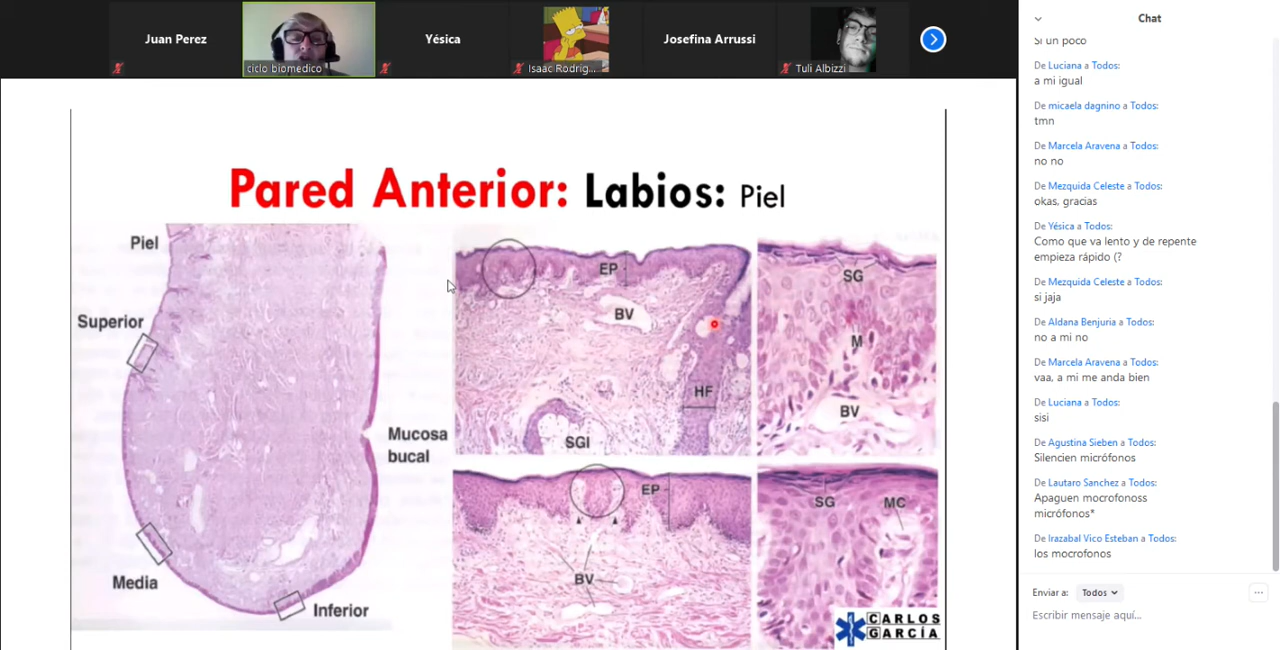 Juan Perez
ciclo biomedico
Yésica
Isaac Rodrig...
Josefina Arrussi
Tuli Albizzi
Pared Anterior: Labios: Piel
Piel
Superior
Media
Inferior
Mucosa
bucal
EP
BV
HF
SGI
SG
M
BV
EP
BV
SG
MC
CARLOS
GARCÍA
Chat
Si un poco
De Luciana a Todos:
a mi igual
De micaela dagnino a Todos:
tmn
De Marcela Aravena a Todos:
no no
De Mezquida Celeste a Todos:
okas, gracias
De Yésica a Todos:
Como que va lento y de repente
empieza rápido (?
De Mezquida Celeste a Todos:
si jaja
De Aldana Benjuria a Todos:
no a mi no
De Marcela Aravena a Todos:
vaa, a mi me anda bien
De Luciana a Todos:
sisi
De Agustina Sieben a Todos:
Silencien micrófonos
De Lautaro Sanchez a Todos:
Apaguen mocrofonoss
micrófonos*
De Irazabal Vico Esteban a Todos:
los mocrofonos
Enviar a: Todos
Escribir mensaje aquí...